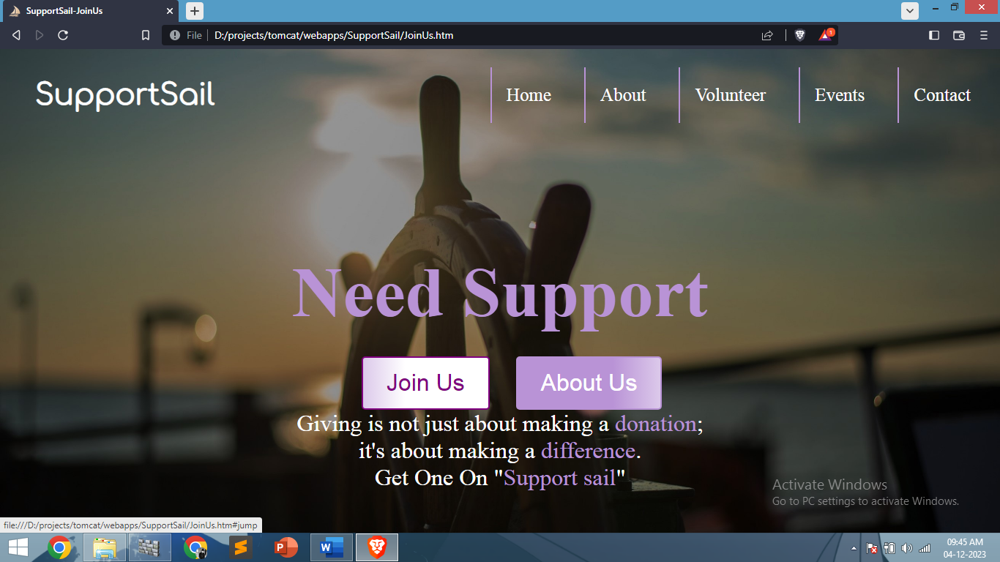 SupportSail-JoinUs
File D:/projects/tomcat/webapps/SupportSail/JoinUs.htm
1
SupportSail Home About Volunteer Events Contact
Need Support
Join Us About Us
Giving is not just about making a donation;
it's about making a difference.
Get One On "Support sail"
Activate Windows
Go to PC settings to activate Windows.
file:///D:/projects/tomcat/webapps/SupportSail/JoinUs.htm#jump
09:45 AM
04-12-2023